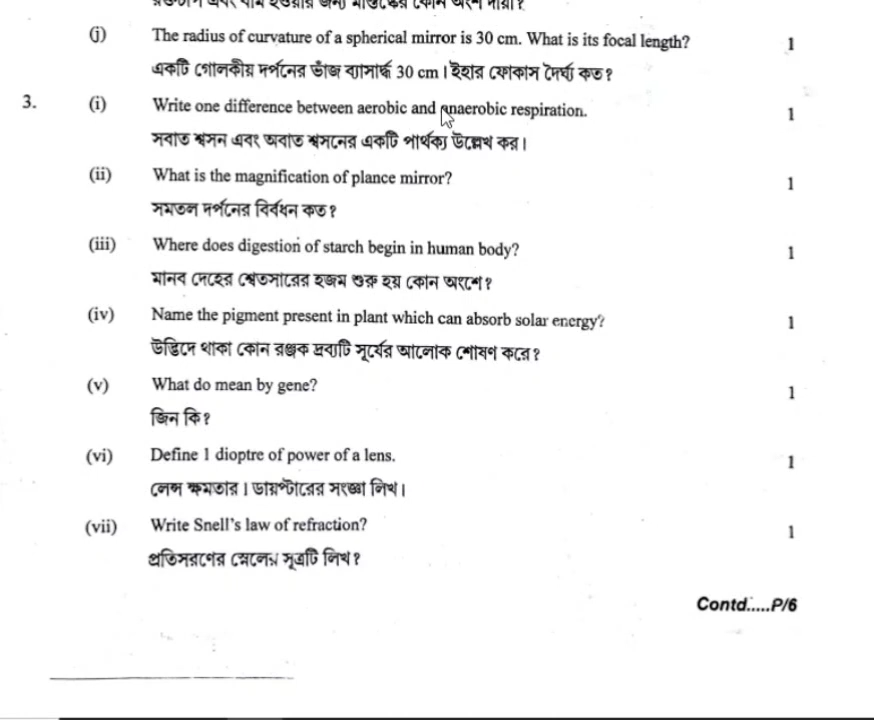 (j) The radius of curvature of a spherical mirror is 30 cm. What is its focal length? 1
একটি গোলকীয় দর্পনের ভাঁজ ব্যাসার্দ্ধ 30 cm । ইহার ফোকাস দৈর্ঘ্য কত?
3. (i) Write one difference between aerobic and anaerobic respiration. 1
সবাত শ্বসন এবং অবাত শ্বসনের একটি পার্থক্য উল্লেখ কর।
(ii) What is the magnification of plance mirror? 1
সমতল দর্পনের বির্বধন কত?
(iii) Where does digestion of starch begin in human body? 1
মানব দেহের শ্বেতসারের হজম শুরু হয় কোন অংশে?
(iv) Name the pigment present in plant which can absorb solar energy? 1
উদ্ভিদে থাকা কোন রঞ্জক দ্রব্যটি সূর্যের আলোক শোষণ করে?
(v) What do mean by gene? 1
জিন কি?
(vi) Define 1 dioptre of power of a lens. 1
লেন্স ক্ষমতার 1 ডায়প্টারের সংজ্ঞা লিখ।
(vii) Write Snell's law of refraction? 1
প্রতিসরণের স্নেলের সূত্রটি লিখ?
Contd.....P/6